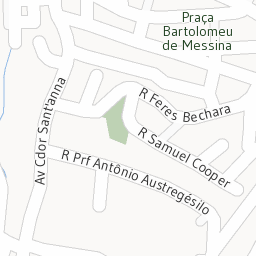 Praça
Bartolomeu
de Messina
R Feres Bechara
Av Cdor Sant'anna
R Samuel Cooper
R Prf Antônio Austregésilo